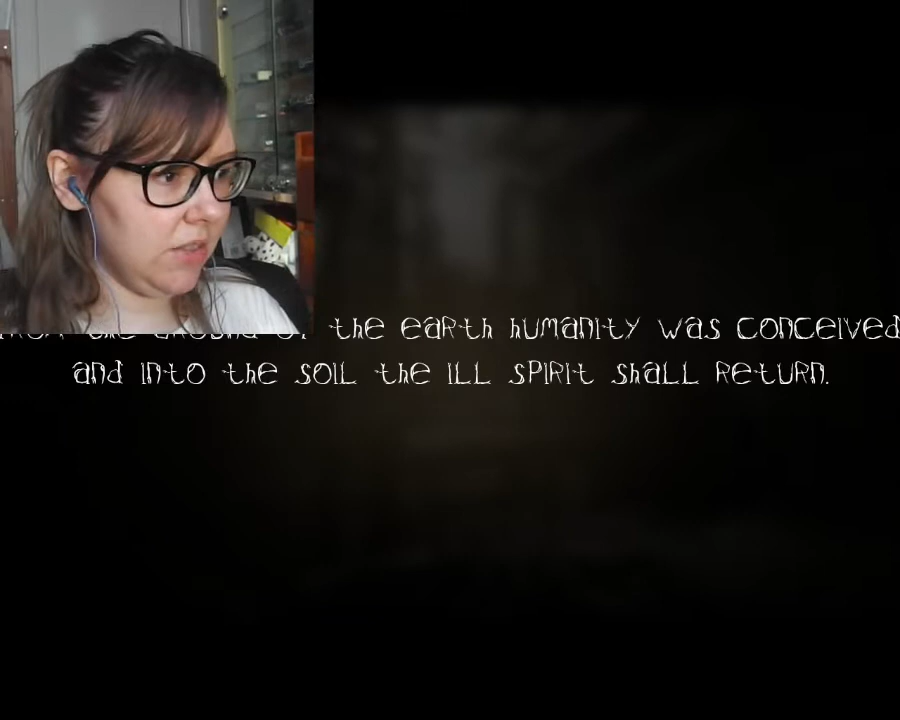 the earth humanity was conceived
and into the soil the ill spirit shall return.